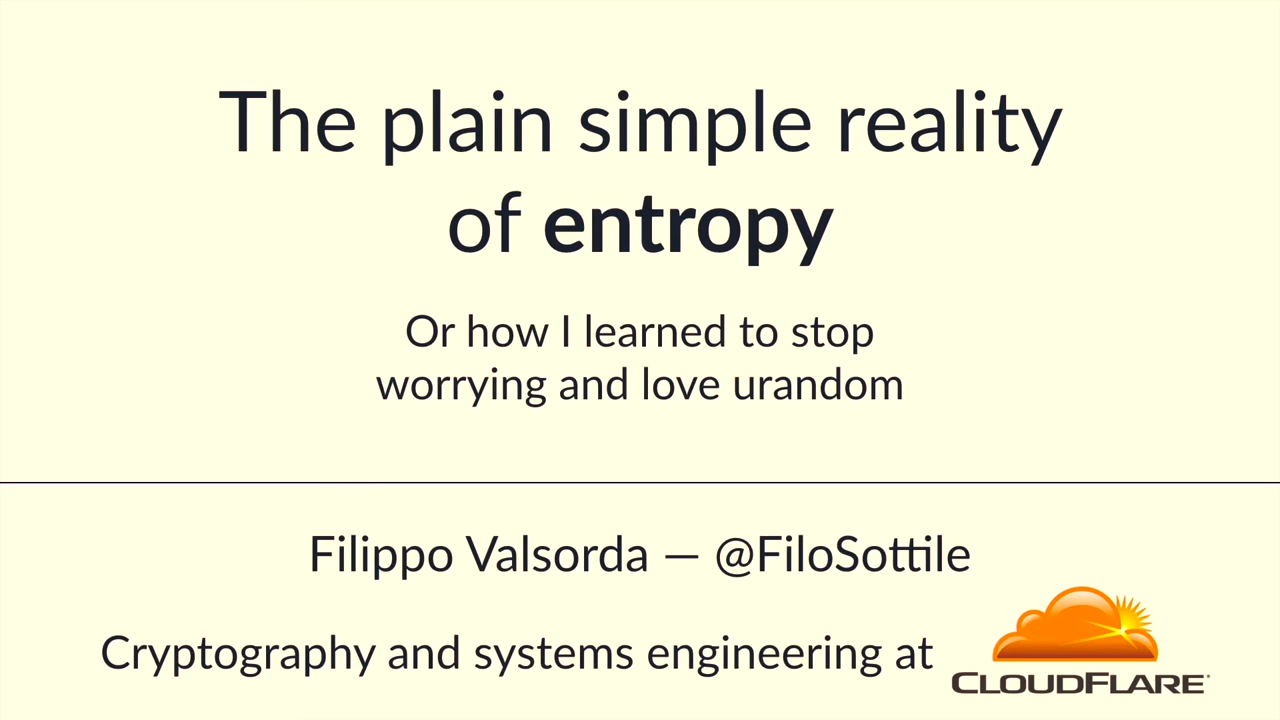 The plain simple reality
of entropy
Or how I learned to stop
worrying and love urandom
Filippo Valsorda — @FiloSottile
Cryptography and systems engineering at
CLOUDFLARE